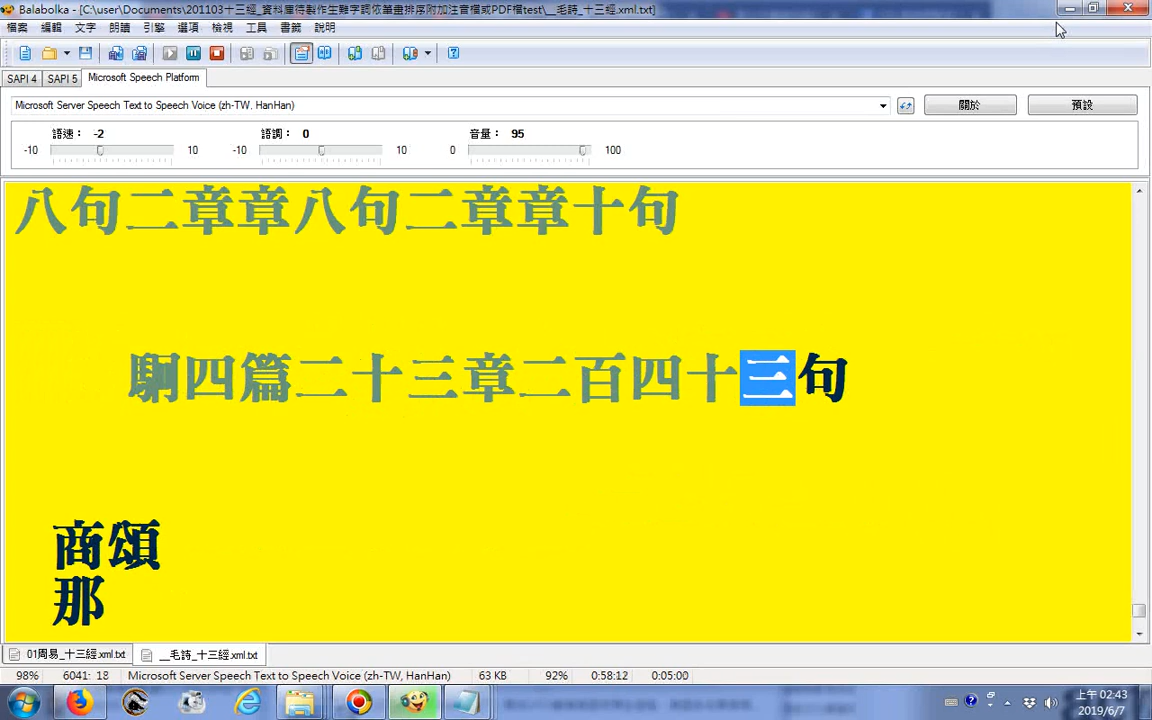 Balabolka - [C:\user\Documents\201103十三經_資料庫待製作生難字詞依筆畫排序附加注音檔或PDF檔test\__毛詩_十三經.xml.txt]
檔案 編輯 文字 朗讀 引擎 選項 檢視 工具 書籤 說明
SAPI 4 SAPI 5 Microsoft Speech Platform
Microsoft Server Speech Text to Speech Voice (zh-TW, HanHan) 關於 預設
語速： -2 語調： 0 音量： 95
-10 10 -10 10 0 100
八句二章章八句二章章十句
駉四篇二十三章二百四十三句
商頌
那
01周易_十三經.xml.txt __毛詩_十三經.xml.txt
98% 6041: 18 Microsoft Server Speech Text to Speech Voice (zh-TW, HanHan) 63 KB 92% 0:58:12 0:05:00
上午 02:43
2019/6/7